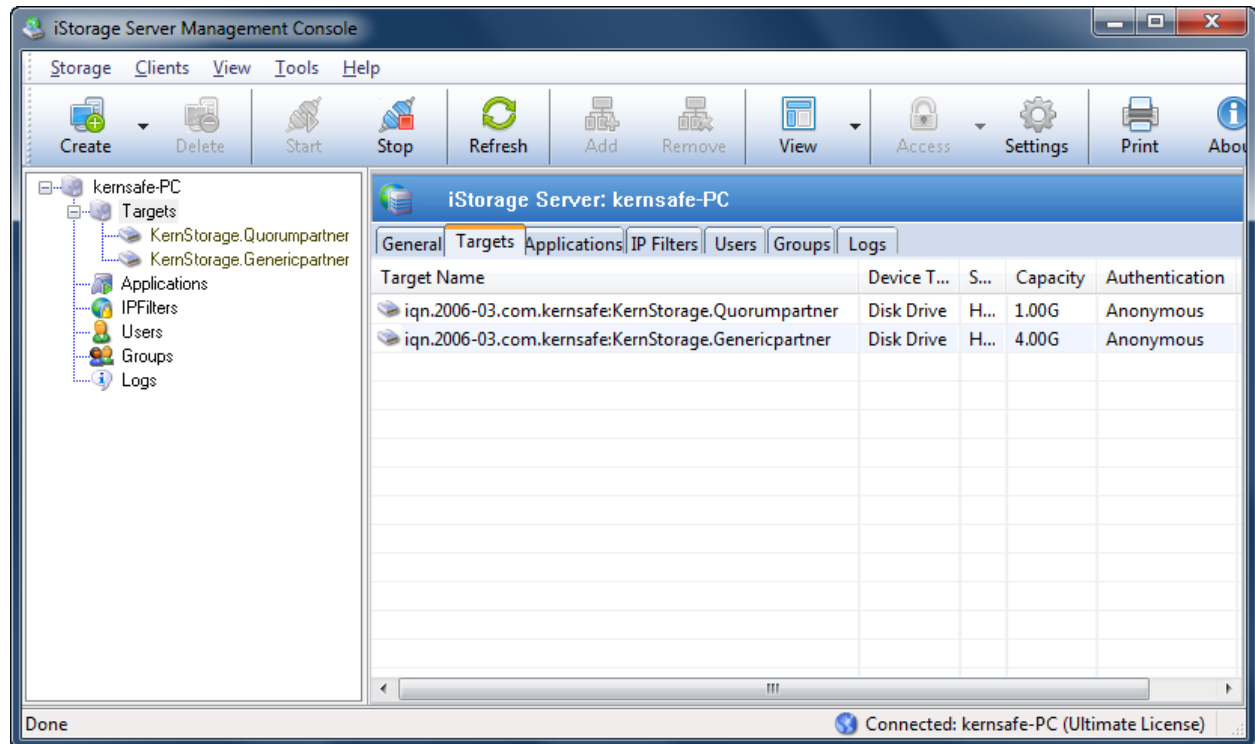 iStorage Server Management Console
Storage Clients View Tools Help
Create Delete Start Stop Refresh Add Remove View Access Settings Print Abou
kernsafe-PC
Targets
KernStorage.Quorumpartner
KernStorage.Genericpartner
Applications
IPFilters
Users
Groups
Logs
iStorage Server: kernsafe-PC
General Targets Applications IP Filters Users Groups Logs
Target Name Device T... S... Capacity Authentication
iqn.2006-03.com.kernsafe:KernStorage.Quorumpartner Disk Drive H... 1.00G Anonymous
iqn.2006-03.com.kernsafe:KernStorage.Genericpartner Disk Drive H... 4.00G Anonymous
Done Connected: kernsafe-PC (Ultimate License)